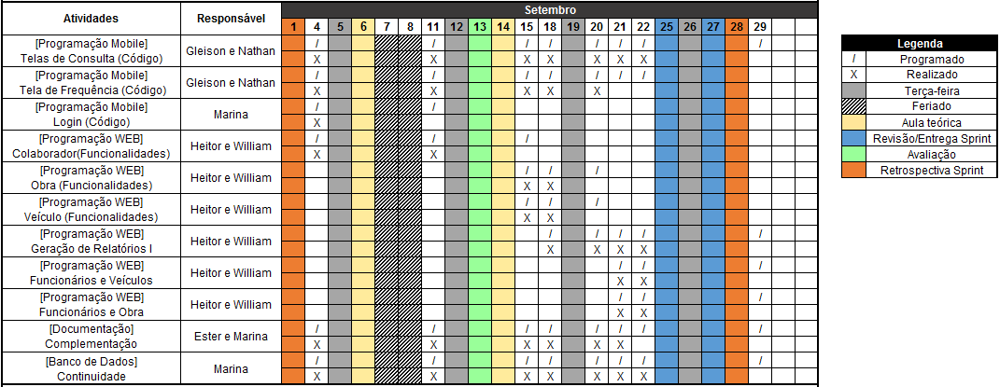 Atividades Responsável Setembro
1 4 5 6 7 8 11 12 13 14 15 18 19 20 21 22 25 26 27 28 29
[Programação Mobile] / / / / / / / /
Telas de Consulta (Código) Gleison e Nathan X X X X X X X
[Programação Mobile] / / / / / / /
Tela de Frequência (Código) Gleison e Nathan X X X X X
[Programação Mobile] / /
Login (Código) Marina X
[Programação WEB] / / /
Colaborador(Funcionalidades) Heitor e William X X
[Programação WEB] / / /
Obra (Funcionalidades) Heitor e William X X
[Programação WEB] / / /
Veículo (Funcionalidades) Heitor e William X X
[Programação WEB] / / / / /
Geração de Relatórios I Heitor e William X X X X
[Programação WEB] / / /
Funcionários e Veículos Heitor e William X X
[Programação WEB] / / /
Funcionários e Obra Heitor e William X X
[Documentação] / / / / / / / /
Complementação Ester e Marina X X X X X X
[Banco de Dados] / / / / / / / /
Continuidade Marina X X X X X X X
Legenda
/ Programado
X Realizado
Terça-feira
Feriado
Aula teórica
Revisão/Entrega Sprint
Avaliação
Retrospectiva Sprint